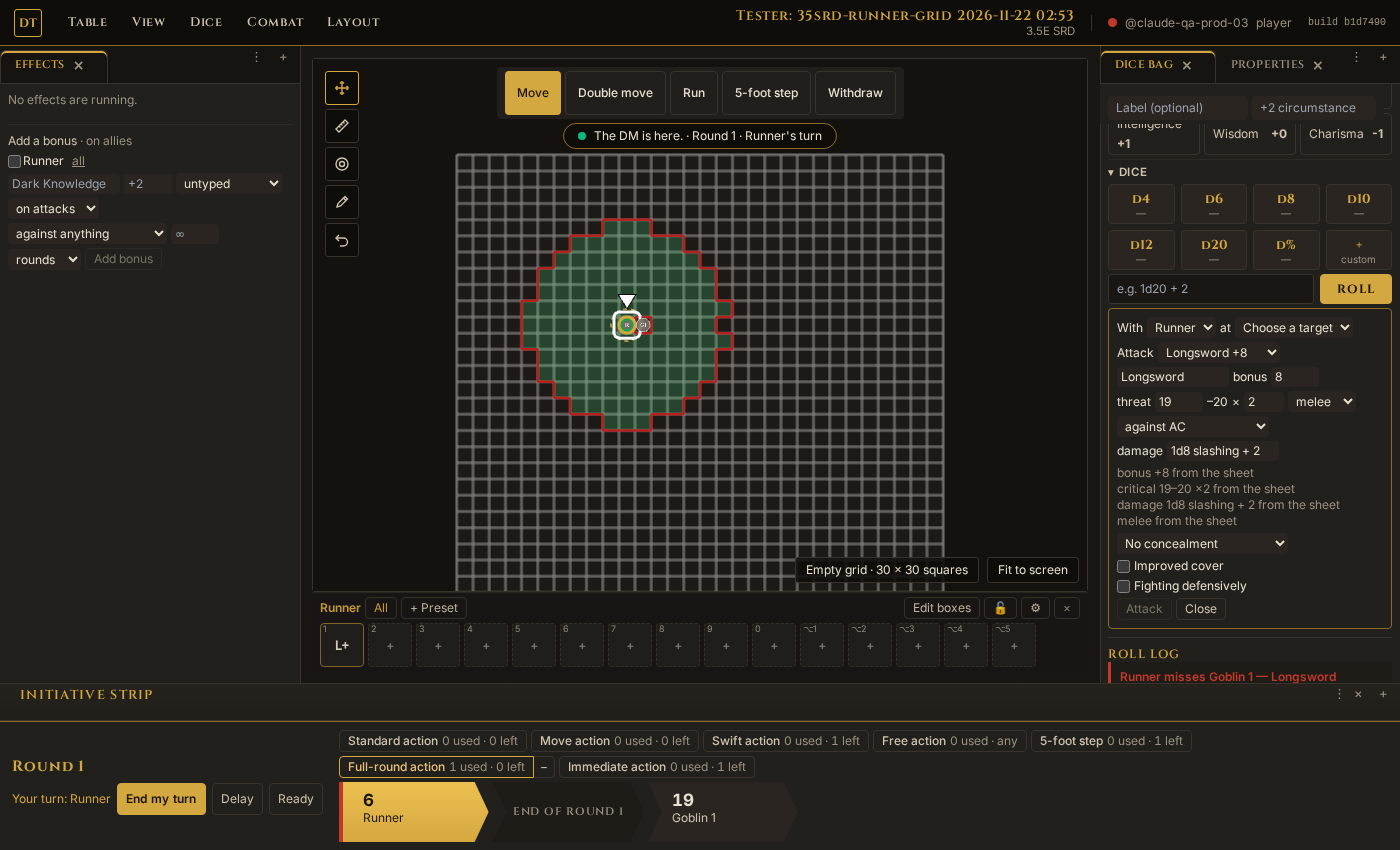 DT TABLE VIEW DICE COMBAT LAYOUT
TESTER: 35SRD-RUNNER-GRID 2026-11-22 02:53
3.5E SRD
@claude-qa-prod-03 player build b1d7490
EFFECTS ×
No effects are running.
Add a bonus · on allies
Runner all
Dark Knowledge +2 untyped
on attacks
against anything ∞
rounds Add bonus
Move Double move Run 5-foot step Withdraw
The DM is here. · Round 1 · Runner's turn
Empty grid · 30 × 30 squares Fit to screen
Runner All + Preset Edit boxes ×
1 2 3 4 5 6 7 8 9 0 ⌥1 ⌥2 ⌥3 ⌥4 ⌥5
L+ + + + + + + + + + + + + + +
DICE BAG × PROPERTIES ×
Label (optional) +2 circumstance
Intelligence +1
Wisdom +0 Charisma -1
▾ DICE
D4 D6 D8 D10
— — — —
D12 D20 D% +
— — — custom
e.g. 1d20 + 2 ROLL
With Runner at Choose a target
Attack Longsword +8
Longsword bonus 8
threat 19 –20 × 2 melee
against AC
damage 1d8 slashing + 2
bonus +8 from the sheet
critical 19–20 ×2 from the sheet
damage 1d8 slashing + 2 from the sheet
melee from the sheet
No concealment
Improved cover
Fighting defensively
Attack Close
ROLL LOG
Runner misses Goblin 1 — Longsword
INITIATIVE STRIP
ROUND 1
Your turn: Runner End my turn Delay Ready
Standard action 0 used · 0 left Move action 0 used · 0 left Swift action 0 used · 1 left Free action 0 used · any 5-foot step 0 used · 1 left
Full-round action 1 used · 0 left – Immediate action 0 used · 1 left
6 Runner
END OF ROUND 1
19 Goblin 1